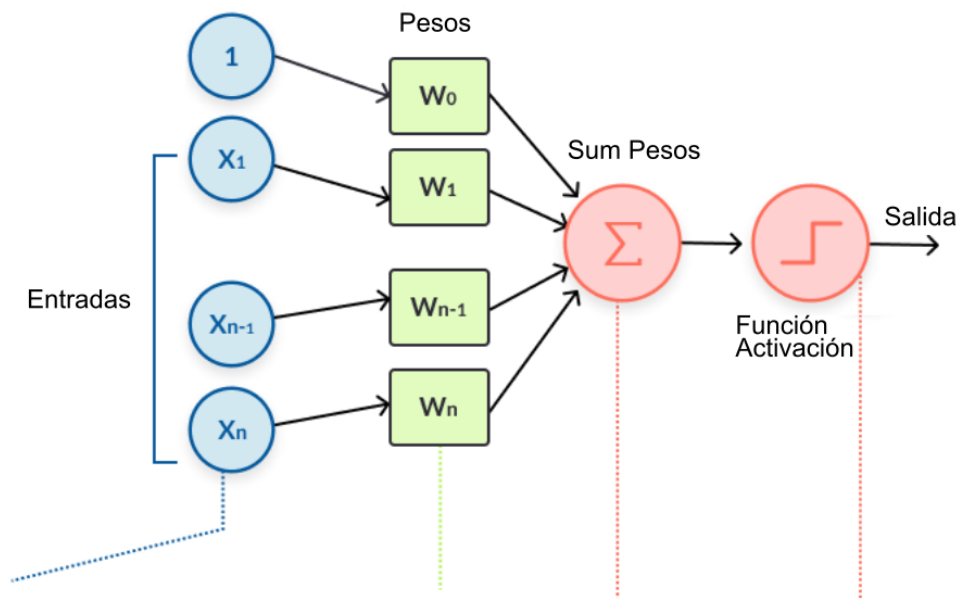 Pesos
1
W0
X1
W1
Sum Pesos
Σ
Salida
Entradas
Xn-1
Wn-1
Función
Activación
Xn
Wn